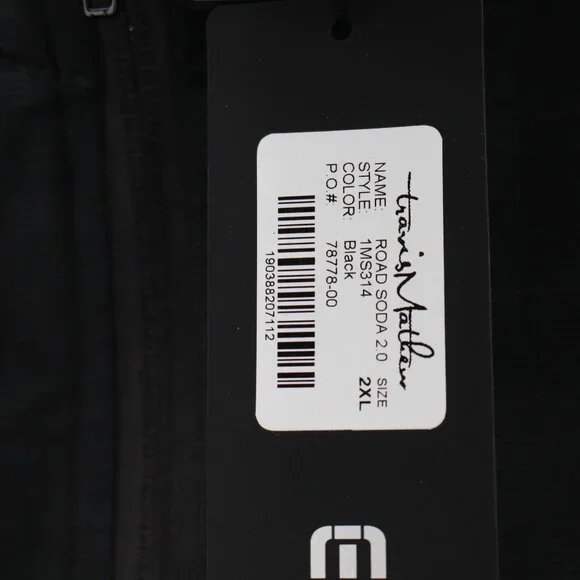 travisMathew
NAME: ROAD SODA 2.0 SIZE
STYLE: 1MS314 2XL
COLOR: Black
P.O.#: 78778-00
190388207112